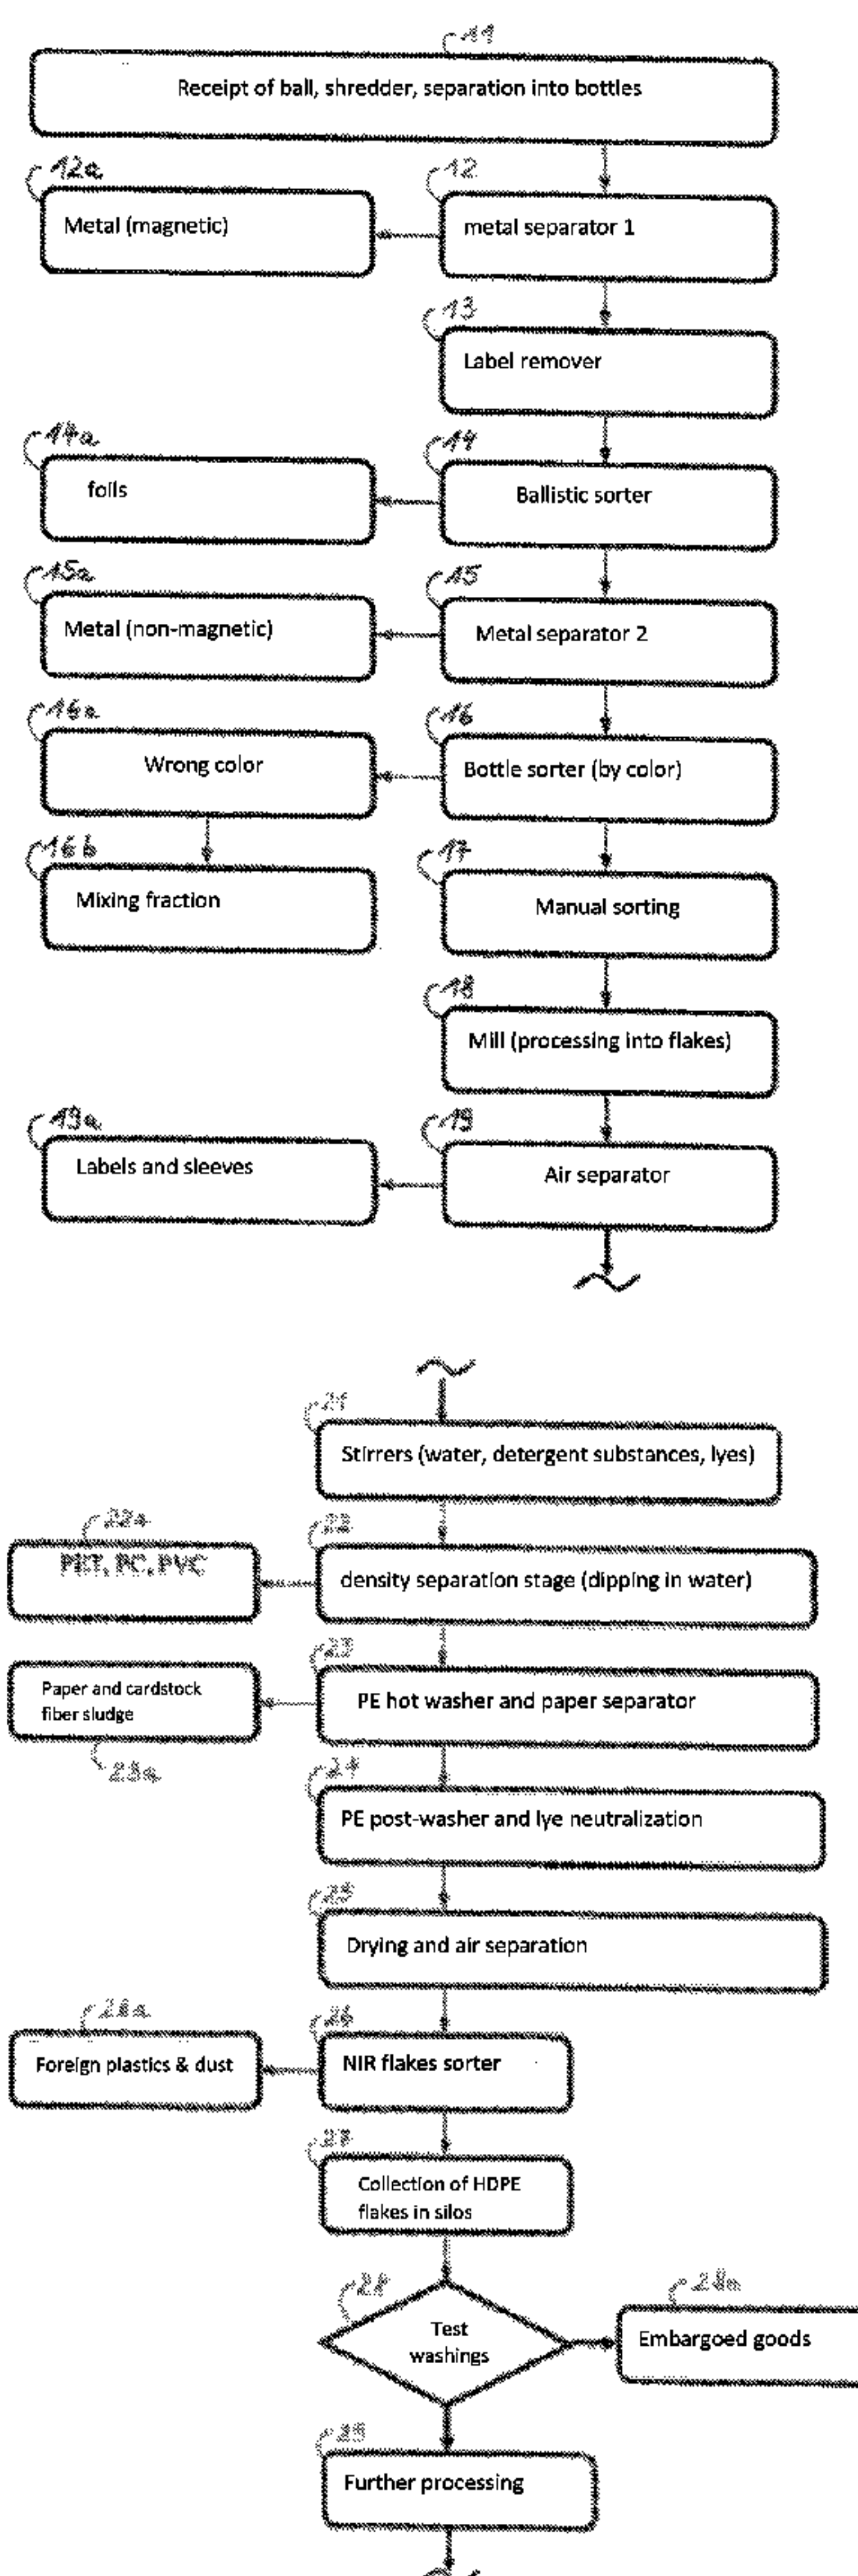 11
Receipt of ball, shredder, separation into bottles
12a
12
Metal (magnetic)
metal separator 1
13
Label remover
14a
14
foils
Ballistic sorter
15a
15
Metal (non-magnetic)
Metal separator 2
16a
16
Wrong color
Bottle sorter (by color)
16b
17
Mixing fraction
Manual sorting
18
Mill (processing into flakes)
19a
19
Labels and sleeves
Air separator
21
Stirrers (water, detergent substances, lyes)
22a
22
PET, PC, PVC
density separation stage (dipping in water)
23
Paper and cardstock
fiber sludge
PE hot washer and paper separator
23a
24
PE post-washer and lye neutralization
25
Drying and air separation
26a
26
Foreign plastics & dust
NIR flakes sorter
27
Collection of HDPE
flakes in silos
28
28a
Test
washings
Embargoed goods
29
Further processing